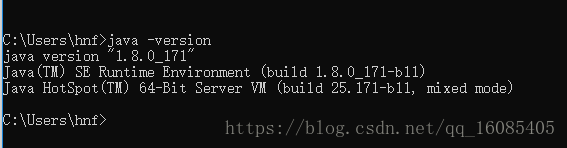 C:\Users\hnf>java -version
java version "1.8.0_171"
Java(TM) SE Runtime Environment (build 1.8.0_171-b11)
Java HotSpot(TM) 64-Bit Server VM (build 25.171-b11, mixed mode)
C:\Users\hnf>
https://blog.csdn.net/qq_16085405